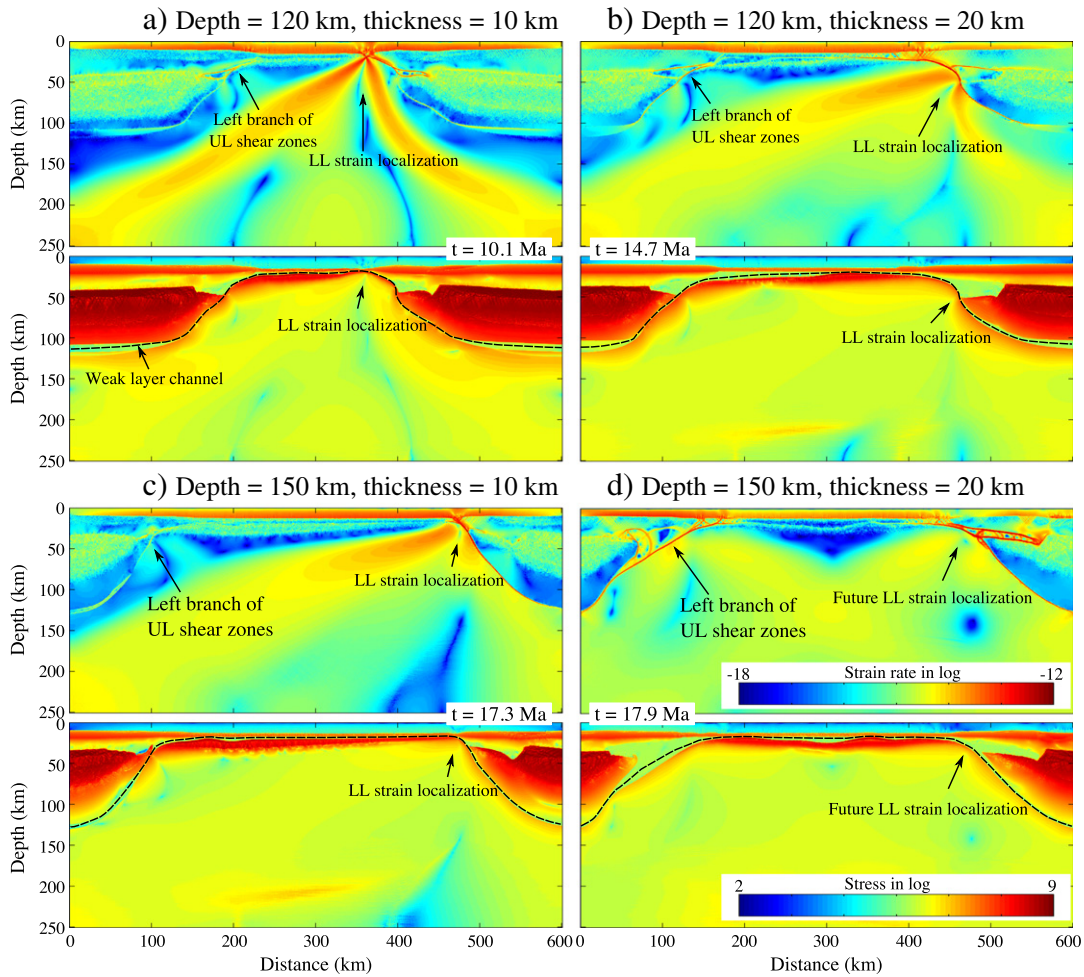 a) Depth = 120 km, thickness = 10 km
b) Depth = 120 km, thickness = 20 km
0
50
100
150
200
250
Depth (km)
Left branch of
UL shear zones
LL strain localization
Left branch of
UL shear zones
LL strain localization
t = 10.1 Ma
t = 14.7 Ma
0
50
100
150
200
250
Depth (km)
LL strain localization
Weak layer channel
LL strain localization
c) Depth = 150 km, thickness = 10 km
d) Depth = 150 km, thickness = 20 km
0
50
100
150
200
250
Depth (km)
LL strain localization
Left branch of
UL shear zones
Left branch of
UL shear zones
Future LL strain localization
Strain rate in log
-18
-12
t = 17.3 Ma
t = 17.9 Ma
0
50
100
150
200
250
Depth (km)
LL strain localization
Future LL strain localization
Stress in log
2
9
0 100 200 300 400 500 600
0 100 200 300 400 500 600
Distance (km)
Distance (km)